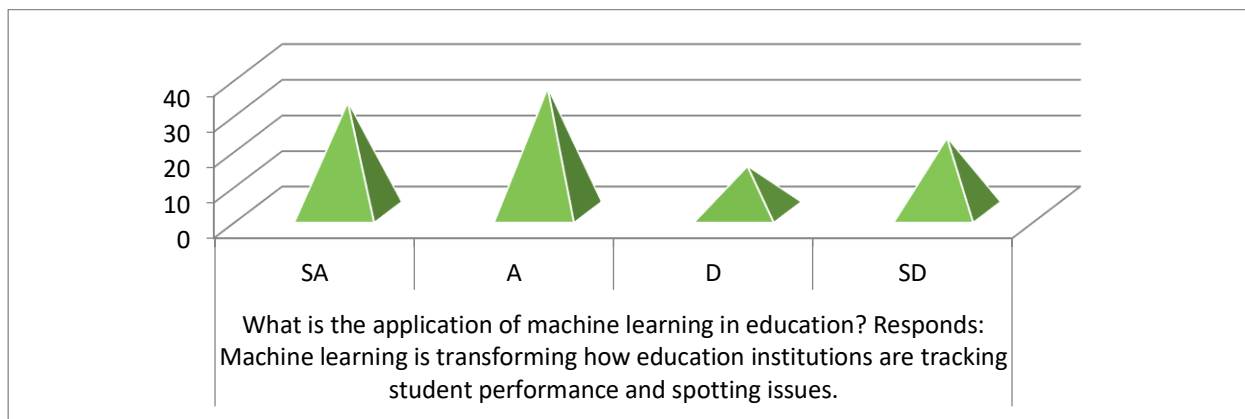 40
30
20
10
0
SA A D SD
What is the application of machine learning in education? Responds:
Machine learning is transforming how education institutions are tracking
student performance and spotting issues.